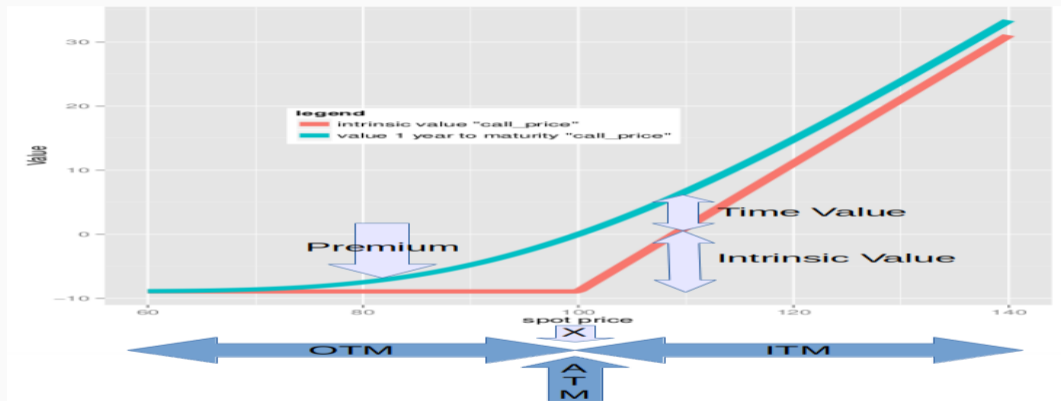 30
20
10
0
−10
Value
legend
intrinsic value "call_price"
value 1 year to maturity "call_price"
Premium
Time Value
Intrinsic Value
60
80
100
120
140
spot price
X
OTM
ITM
A
T
M